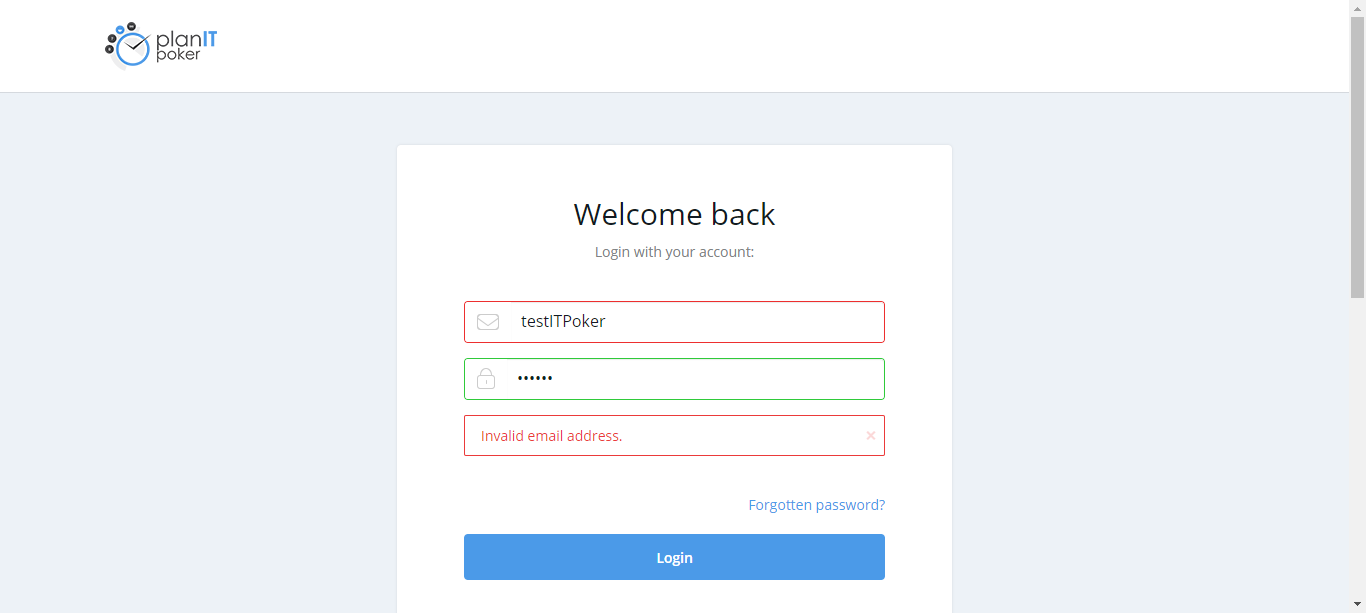 planIT
poker
Welcome back
Login with your account:
testITPoker
••••••
Invalid email address.
Forgotten password?
Login